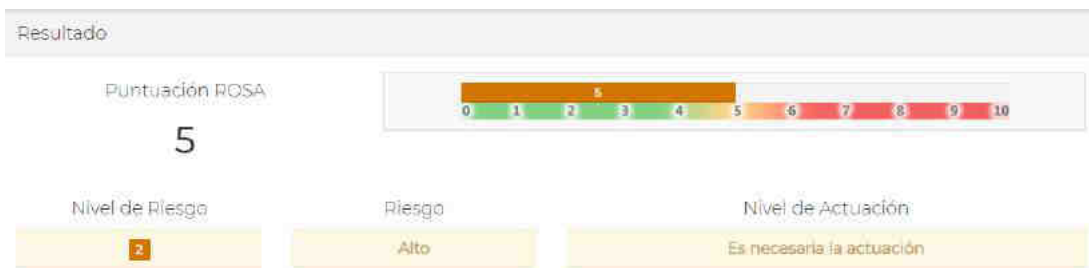 Resultado
Puntuación ROSA
5
5
0 1 2 3 4 5 6 7 8 9 10
Nivel de Riesgo
Riesgo
Nivel de Actuación
2
Alto
Es necesaria la actuación